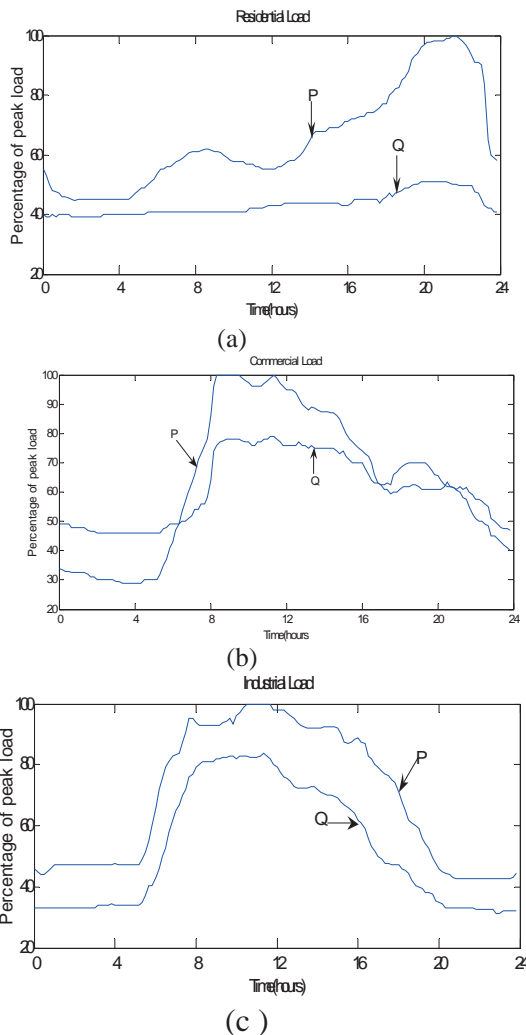 Residential Load
100
80
60
40
20
0 4 8 12 16 20 24
Percentage of peak load
P
Q
Time(hours)
(a)
Commercial Load
100
90
80
70
60
50
40
30
20
0 4 8 12 16 20 24
Percentage of peak load
P
Q
Time(hours
(b)
Industrial Load
100
80
60
40
20
0 4 8 12 16 20 24
Percentage of peak load
P
Q
Time(hours)
(c )